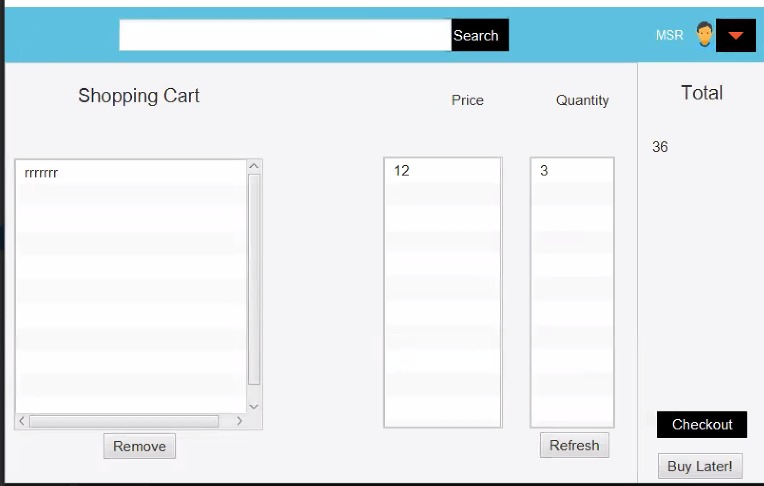 Search
MSR
Shopping Cart
Price
Quantity
Total
rrrrrrr
12
3
36
Remove
Refresh
Checkout
Buy Later!